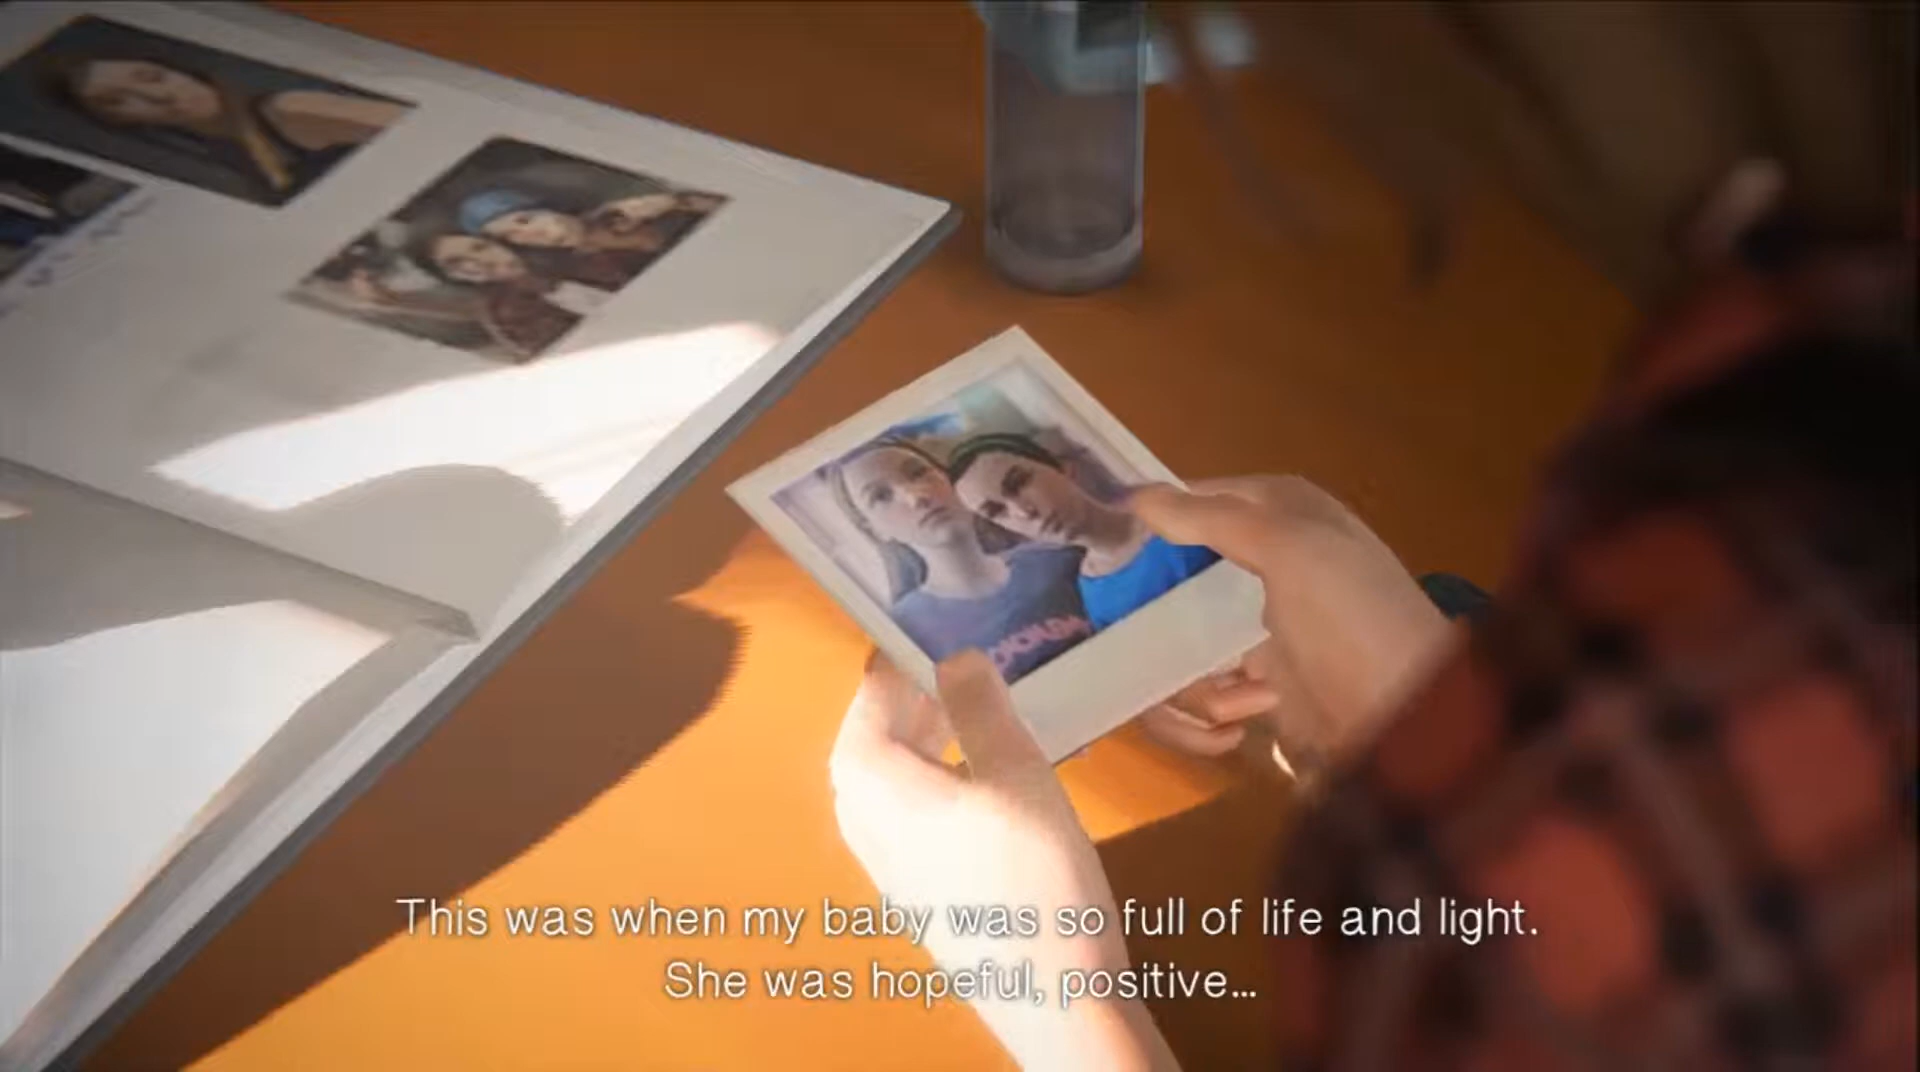 This was when my baby was so full of life and light.
She was hopeful, positive...